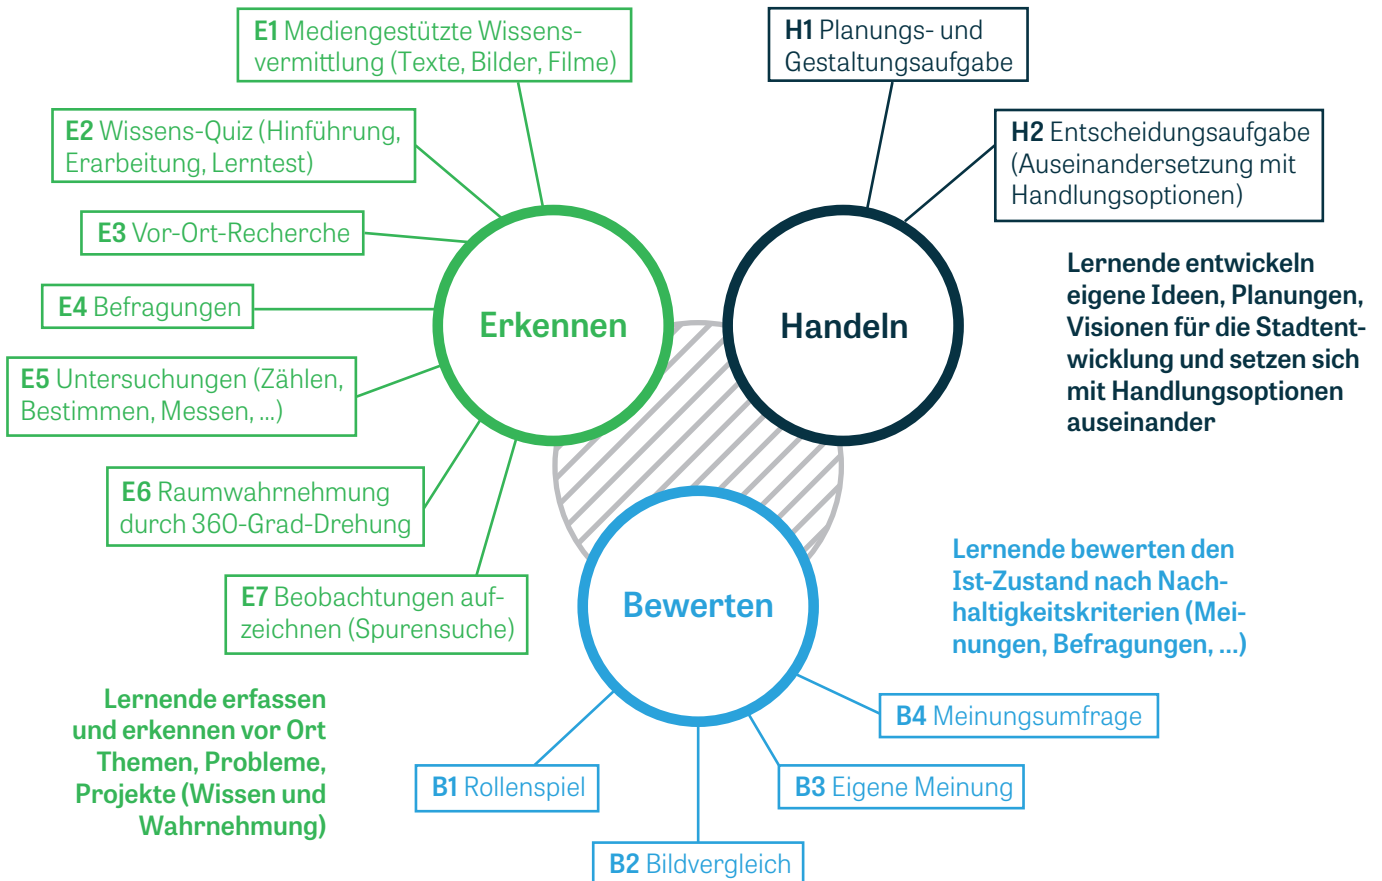 E1 Mediengestützte Wissens-
vermittlung (Texte, Bilder, Filme)
E2 Wissens-Quiz (Hinführung,
Erarbeitung, Lerntest)
E3 Vor-Ort-Recherche
E4 Befragungen
E5 Untersuchungen (Zählen,
Bestimmen, Messen, ...)
E6 Raumwahrnehmung
durch 360-Grad-Drehung
E7 Beobachtungen auf-
zeichnen (Spurensuche)
Erkennen
Lernende erfassen
und erkennen vor Ort
Themen, Probleme,
Projekte (Wissen und
Wahrnehmung)
H1 Planungs- und
Gestaltungsaufgabe
H2 Entscheidungsaufgabe
(Auseinandersetzung mit
Handlungsoptionen)
Handeln
Lernende entwickeln
eigene Ideen, Planungen,
Visionen für die Stadtent-
wicklung und setzen sich
mit Handlungsoptionen
auseinander
Bewerten
Lernende bewerten den
Ist-Zustand nach Nach-
haltigkeitskriterien (Mei-
nungen, Befragungen, ...)
B1 Rollenspiel
B2 Bildvergleich
B3 Eigene Meinung
B4 Meinungsumfrage